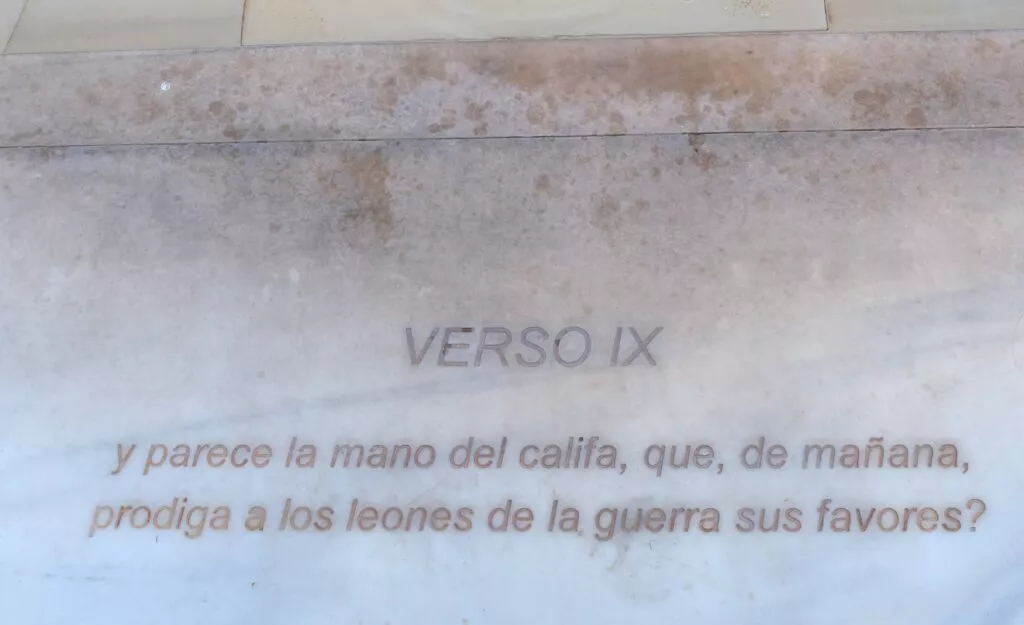 VERSO IX
y parece la mano del califa, que, de mañana,
prodiga a los leones de la guerra sus favores?